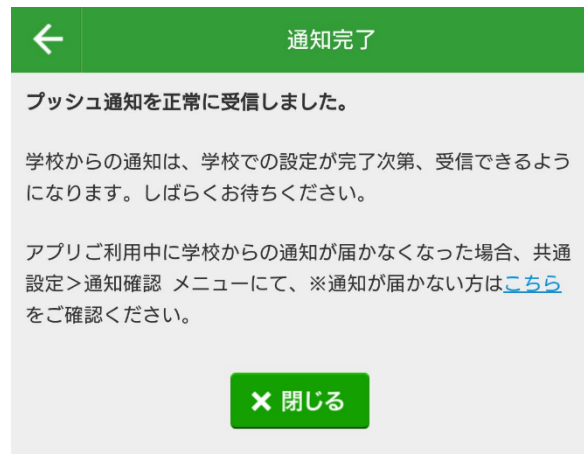 通知完了
プッシュ通知を正常に受信しました。
学校からの通知は、学校での設定が完了次第、受信できるよう
になります。しばらくお待ちください。
アプリご利用中に学校からの通知が届かなくなった場合、共通
設定＞通知確認 メニューにて、※通知が届かない方はこちら
をご確認ください。
× 閉じる